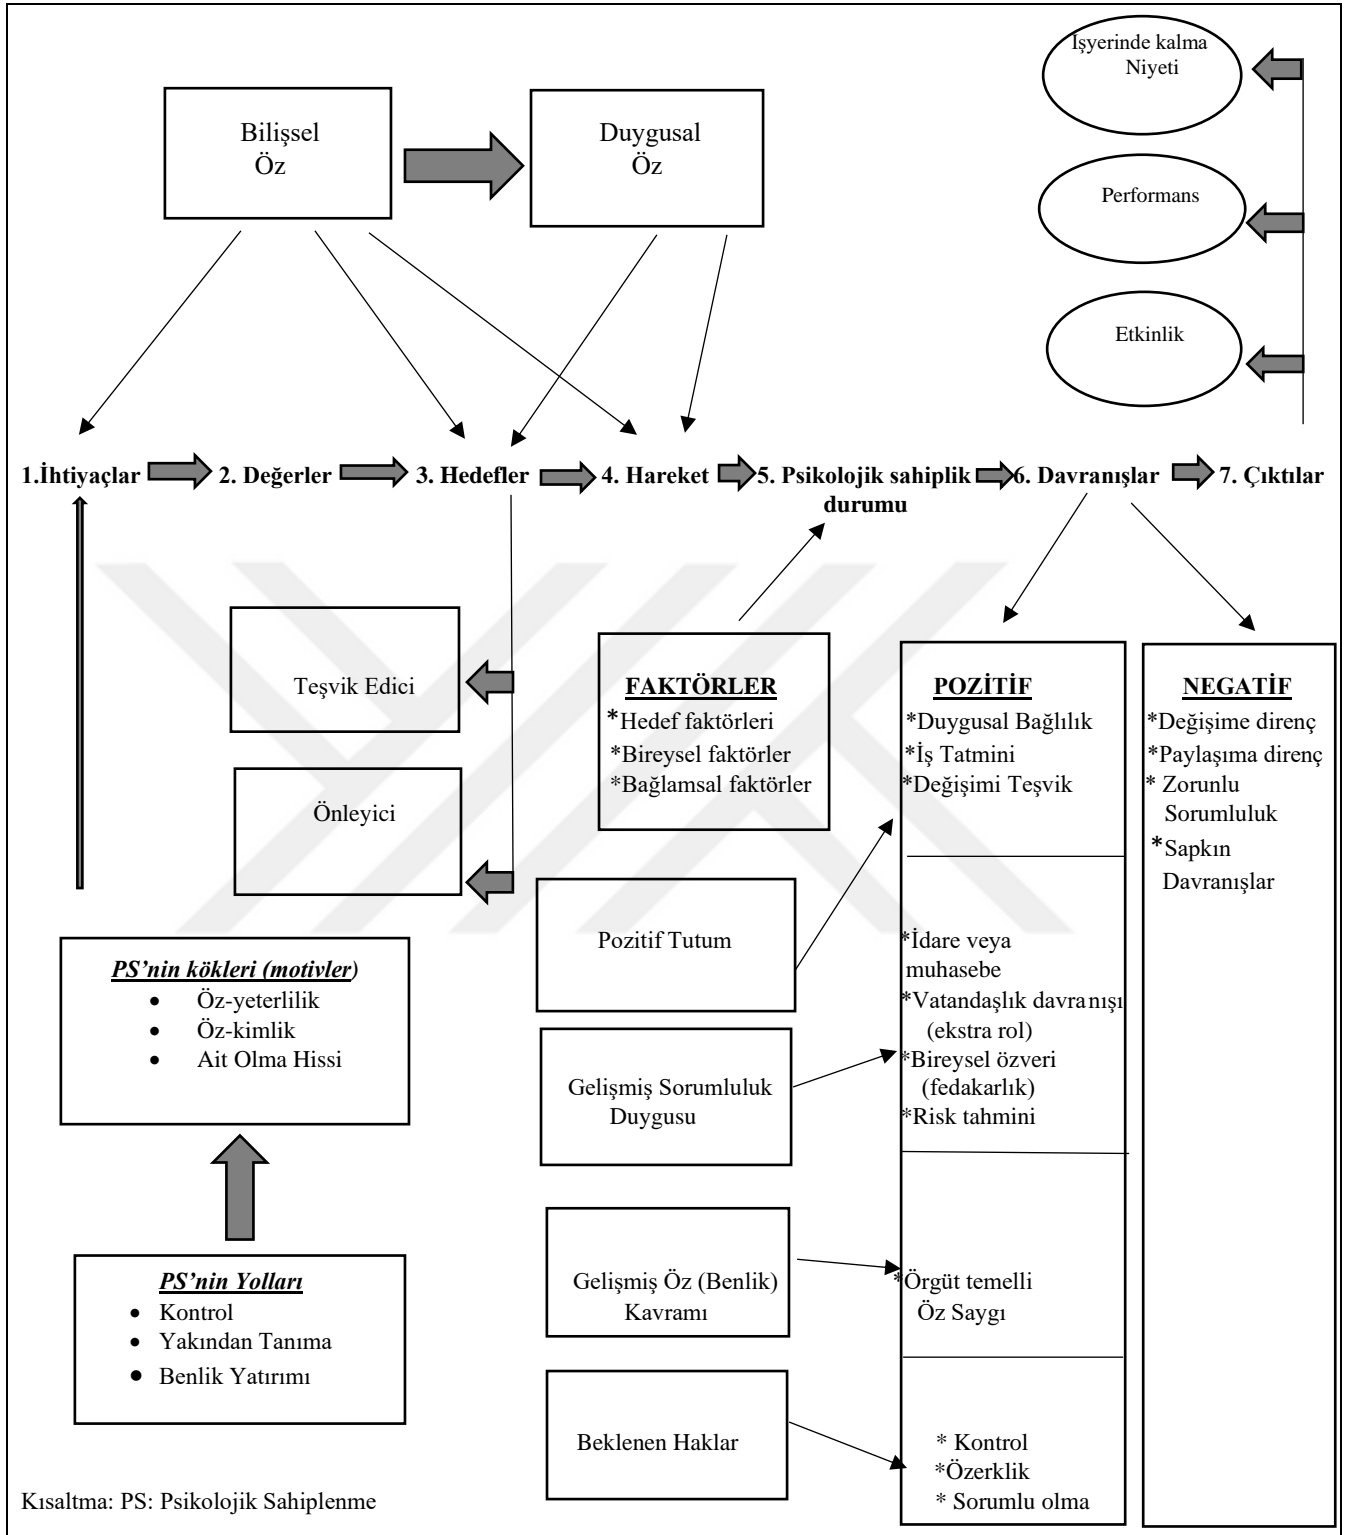 İşyerinde kalma
Niyeti
Bilişsel
Öz
Duygusal
Öz
Performans
Etkinlik
1.İhtiyaçlar
2. Değerler
3. Hedefler
4. Hareket
5. Psikolojik sahiplik
durumu
6. Davranışlar
7. Çıktılar
Teşvik Edici
Önleyici
FAKTÖRLER
*Hedef faktörleri
*Bireysel faktörler
*Bağlamsal faktörler
POZİTİF
*Duygusal Bağlılık
*İş Tatmini
*Değişimi Teşvik
*İdare veya
muhasebe
*Vatandaşlık davranışı
(ekstra rol)
*Bireysel özveri
(fedakarlık)
*Risk tahmini
*Örgüt temelli
Öz Saygı
* Kontrol
*Özerklik
* Sorumlu olma
NEGATİF
*Değişime direnç
*Paylaşıma direnç
* Zorunlu
Sorumluluk
*Sapkın
Davranışlar
Pozitif Tutum
Gelişmiş Sorumluluk
Duygusu
Gelişmiş Öz (Benlik)
Kavramı
Beklenen Haklar
PS’nin kökleri (motivler)
• Öz-yeterlilik
• Öz-kimlik
• Ait Olma Hissi
PS’nin Yolları
• Kontrol
• Yakından Tanıma
• Benlik Yatırımı
Kısaltma: PS: Psikolojik Sahiplenme